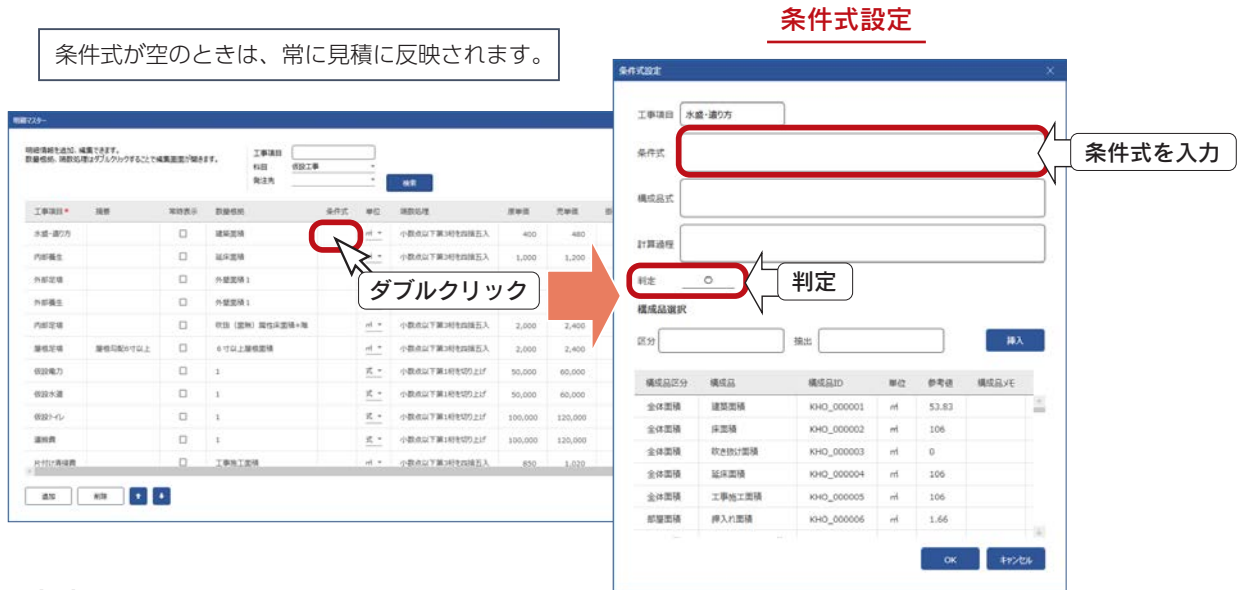 条件式設定
条件式が空のときは、常に見積に反映されます。
明細マスター
明細情報を追加、編集できます。
数量根拠、端数処理はダブルクリックすることで編集画面が開きます。
工事項目
科目 仮設工事
発注先
検索
工事項目* 摘要 常時表示 数量根拠 条件式 単位 端数処理 原単価 売単価
水盛・遣り方 建築面積 ㎡ 小数点以下第3桁を四捨五入 400 480
内部養生 延床面積 小数点以下第3桁を四捨五入 1,000 1,200
外部足場 外壁面積1
外部養生 外壁面積1
内部足場 吹抜（面無）属性床面積+階 ㎡ 小数点以下第3桁を四捨五入 2,000 2,400
屋根足場 屋根勾配6寸以上 6寸以上屋根面積 ㎡ 小数点以下第3桁を四捨五入 2,000 2,400
仮設電力 1 式 小数点以下第1桁を切り上げ 50,000 60,000
仮設水道 1 式 小数点以下第1桁を切り上げ 50,000 60,000
仮設トイレ 1 式 小数点以下第1桁を切り上げ 100,000 120,000
運搬費 1 式 小数点以下第1桁を切り上げ 100,000 120,000
片付け清掃費 工事施工面積 ㎡ 小数点以下第3桁を四捨五入 850 1,020
追加 削除
ダブルクリック
条件式設定
工事項目 水盛・遣り方
条件式
条件式を入力
構成品式
計算過程
判定 ○
判定
構成品選択
区分 抽出 挿入
構成品区分 構成品 構成品ID 単位 参考値 構成品メモ
全体面積 建築面積 KHO_000001 ㎡ 53.83
全体面積 床面積 KHO_000002 ㎡ 106
全体面積 吹き抜け面積 KHO_000003 ㎡ 0
全体面積 延床面積 KHO_000004 ㎡ 106
全体面積 工事施工面積 KHO_000005 ㎡ 106
部屋面積 押入れ面積 KHO_000006 ㎡ 1.66
OK キャンセル